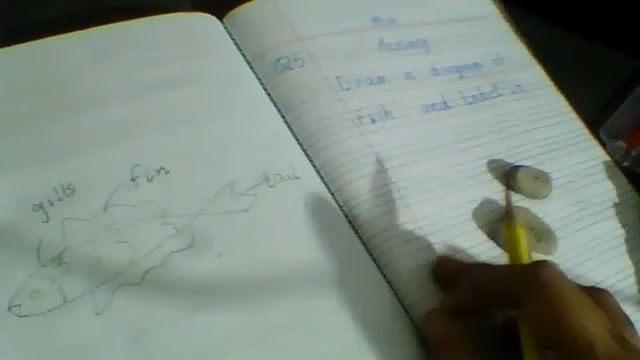 gills
fin
tail
Q5
Draw a diagram of
Fish and label it